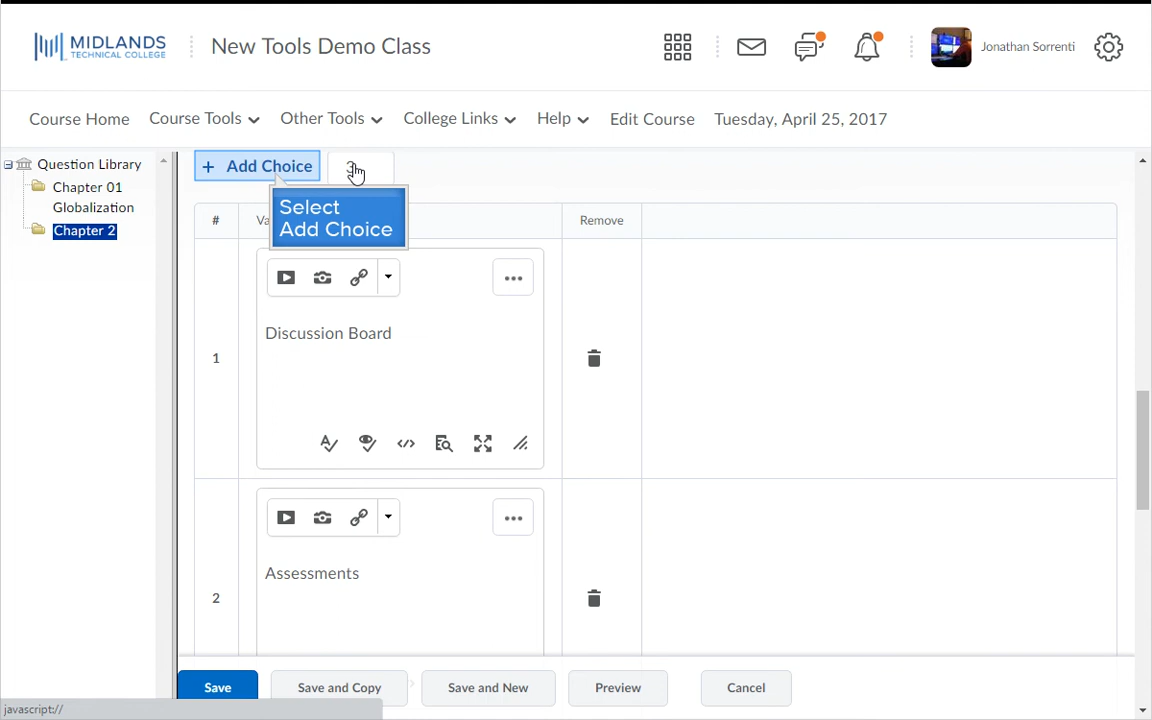 MIDLANDS
TECHNICAL COLLEGE
New Tools Demo Class
Jonathan Sorrenti
Course Home
Course Tools
Other Tools
College Links
Help
Edit Course
Tuesday, April 25, 2017
Question Library
Chapter 01
Globalization
Chapter 2
+ Add Choice
Select
Add Choice
#
Remove
Discussion Board
1
Assessments
2
Save
Save and Copy
Save and New
Preview
Cancel
javascript://